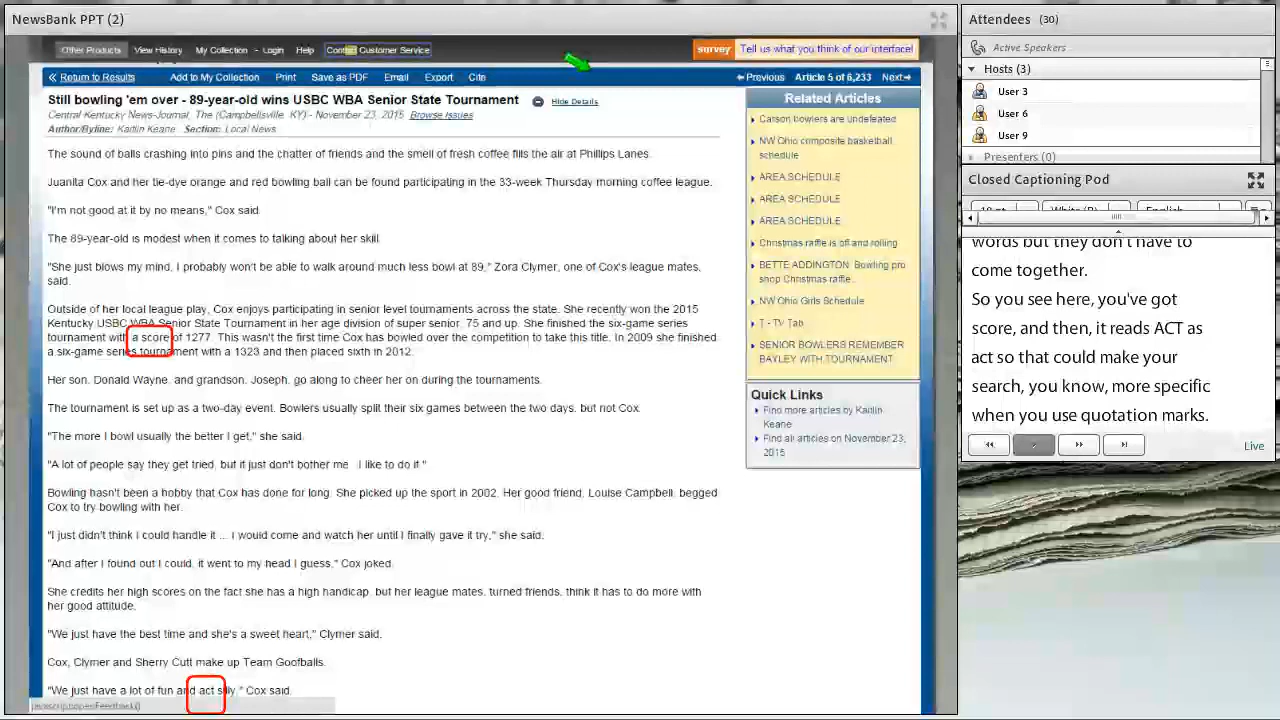 NewsBank PPT (2)
Other Products View History My Collection - Login Help Contact Customer Service
survey Tell us what you think of our interface!
Return to Results Add to My Collection Print Save as PDF Email Export Cite
Previous Article 5 of 6,233 Next
Still bowling 'em over - 89-year-old wins USBC WBA Senior State Tournament
Hide Details
Central Kentucky News-Journal, The (Campbellsville, KY) - November 23, 2015 Browse Issues
Author/Byline: Kaitlin Keane Section: Local News
The sound of balls crashing into pins and the chatter of friends and the smell of fresh coffee fills the air at Phillips Lanes.
Juanita Cox and her tie-dye orange and red bowling ball can be found participating in the 33-week Thursday morning coffee league.
"I'm not good at it by no means," Cox said.
The 89-year-old is modest when it comes to talking about her skill.
"She just blows my mind, I probably won't be able to walk around much less bowl at 89," Zora Clymer, one of Cox's league mates,
said.
Outside of her local league play, Cox enjoys participating in senior level tournaments across the state. She recently won the 2015
Kentucky USBC WBA Senior State Tournament in her age division of super senior, 75 and up. She finished the six-game series
tournament with a score of 1277. This wasn't the first time Cox has bowled over the competition to take this title. In 2009 she finished
a six-game series tournament with a 1323 and then placed sixth in 2012.
Her son, Donald Wayne, and grandson, Joseph, go along to cheer her on during the tournaments.
The tournament is set up as a two-day event. Bowlers usually split their six games between the two days, but not Cox.
"The more I bowl usually the better I get," she said.
"A lot of people say they get tried, but it just don't bother me ... I like to do it."
Bowling hasn't been a hobby that Cox has done for long. She picked up the sport in 2002. Her good friend, Louise Campbell, begged
Cox to try bowling with her.
"I just didn't think I could handle it ... I would come and watch her until I finally gave it try," she said.
"And after I found out I could, it went to my head I guess," Cox joked.
She credits her high scores on the fact she has a high handicap, but her league mates, turned friends, think it has to do more with
her good attitude.
"We just have the best time and she's a sweet heart," Clymer said.
Cox, Clymer and Sherry Cutt make up Team Goofballs.
"We just have a lot of fun and act silly," Cox said.
javascript:openFeedback()
Related Articles
Carson bowlers are undefeated
NW Ohio composite basketball
schedule
AREA SCHEDULE
AREA SCHEDULE
AREA SCHEDULE
Christmas raffle is off and rolling
BETTE ADDINGTON: Bowling pro
shop Christmas raffle...
NW Ohio Girls Schedule
T - TV Tab
SENIOR BOWLERS REMEMBER
BAYLEY WITH TOURNAMENT
Quick Links
Find more articles by Kaitlin
Keane
Find all articles on November 23,
2015
Attendees (30)
Active Speakers
Hosts (3)
User 3
User 6
User 9
Presenters (0)
Closed Captioning Pod
English
words but they don't have to
come together.
So you see here, you've got
score, and then, it reads ACT as
act so that could make your
search, you know, more specific
when you use quotation marks.
Live